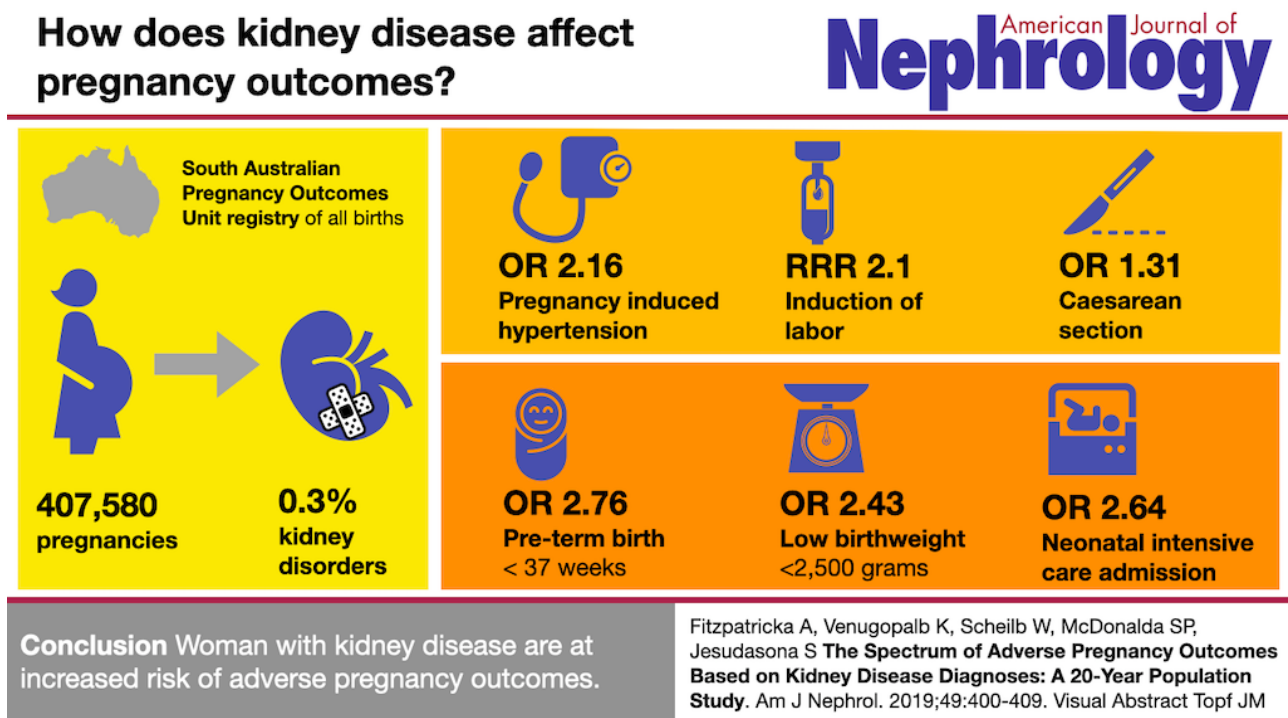 How does kidney disease affect
pregnancy outcomes?
American Journal of
Nephrology
South Australian
Pregnancy Outcomes
Unit registry of all births
407,580
pregnancies
0.3%
kidney
disorders
OR 2.16
Pregnancy induced
hypertension
RRR 2.1
Induction of
labor
OR 1.31
Caesarean
section
OR 2.76
Pre-term birth
< 37 weeks
OR 2.43
Low birthweight
<2,500 grams
OR 2.64
Neonatal intensive
care admission
Conclusion Woman with kidney disease are at
increased risk of adverse pregnancy outcomes.
Fitzpatricka A, Venugopalb K, Scheilb W, McDonalda SP,
Jesudasona S The Spectrum of Adverse Pregnancy Outcomes
Based on Kidney Disease Diagnoses: A 20-Year Population
Study. Am J Nephrol. 2019;49:400-409. Visual Abstract Topf JM